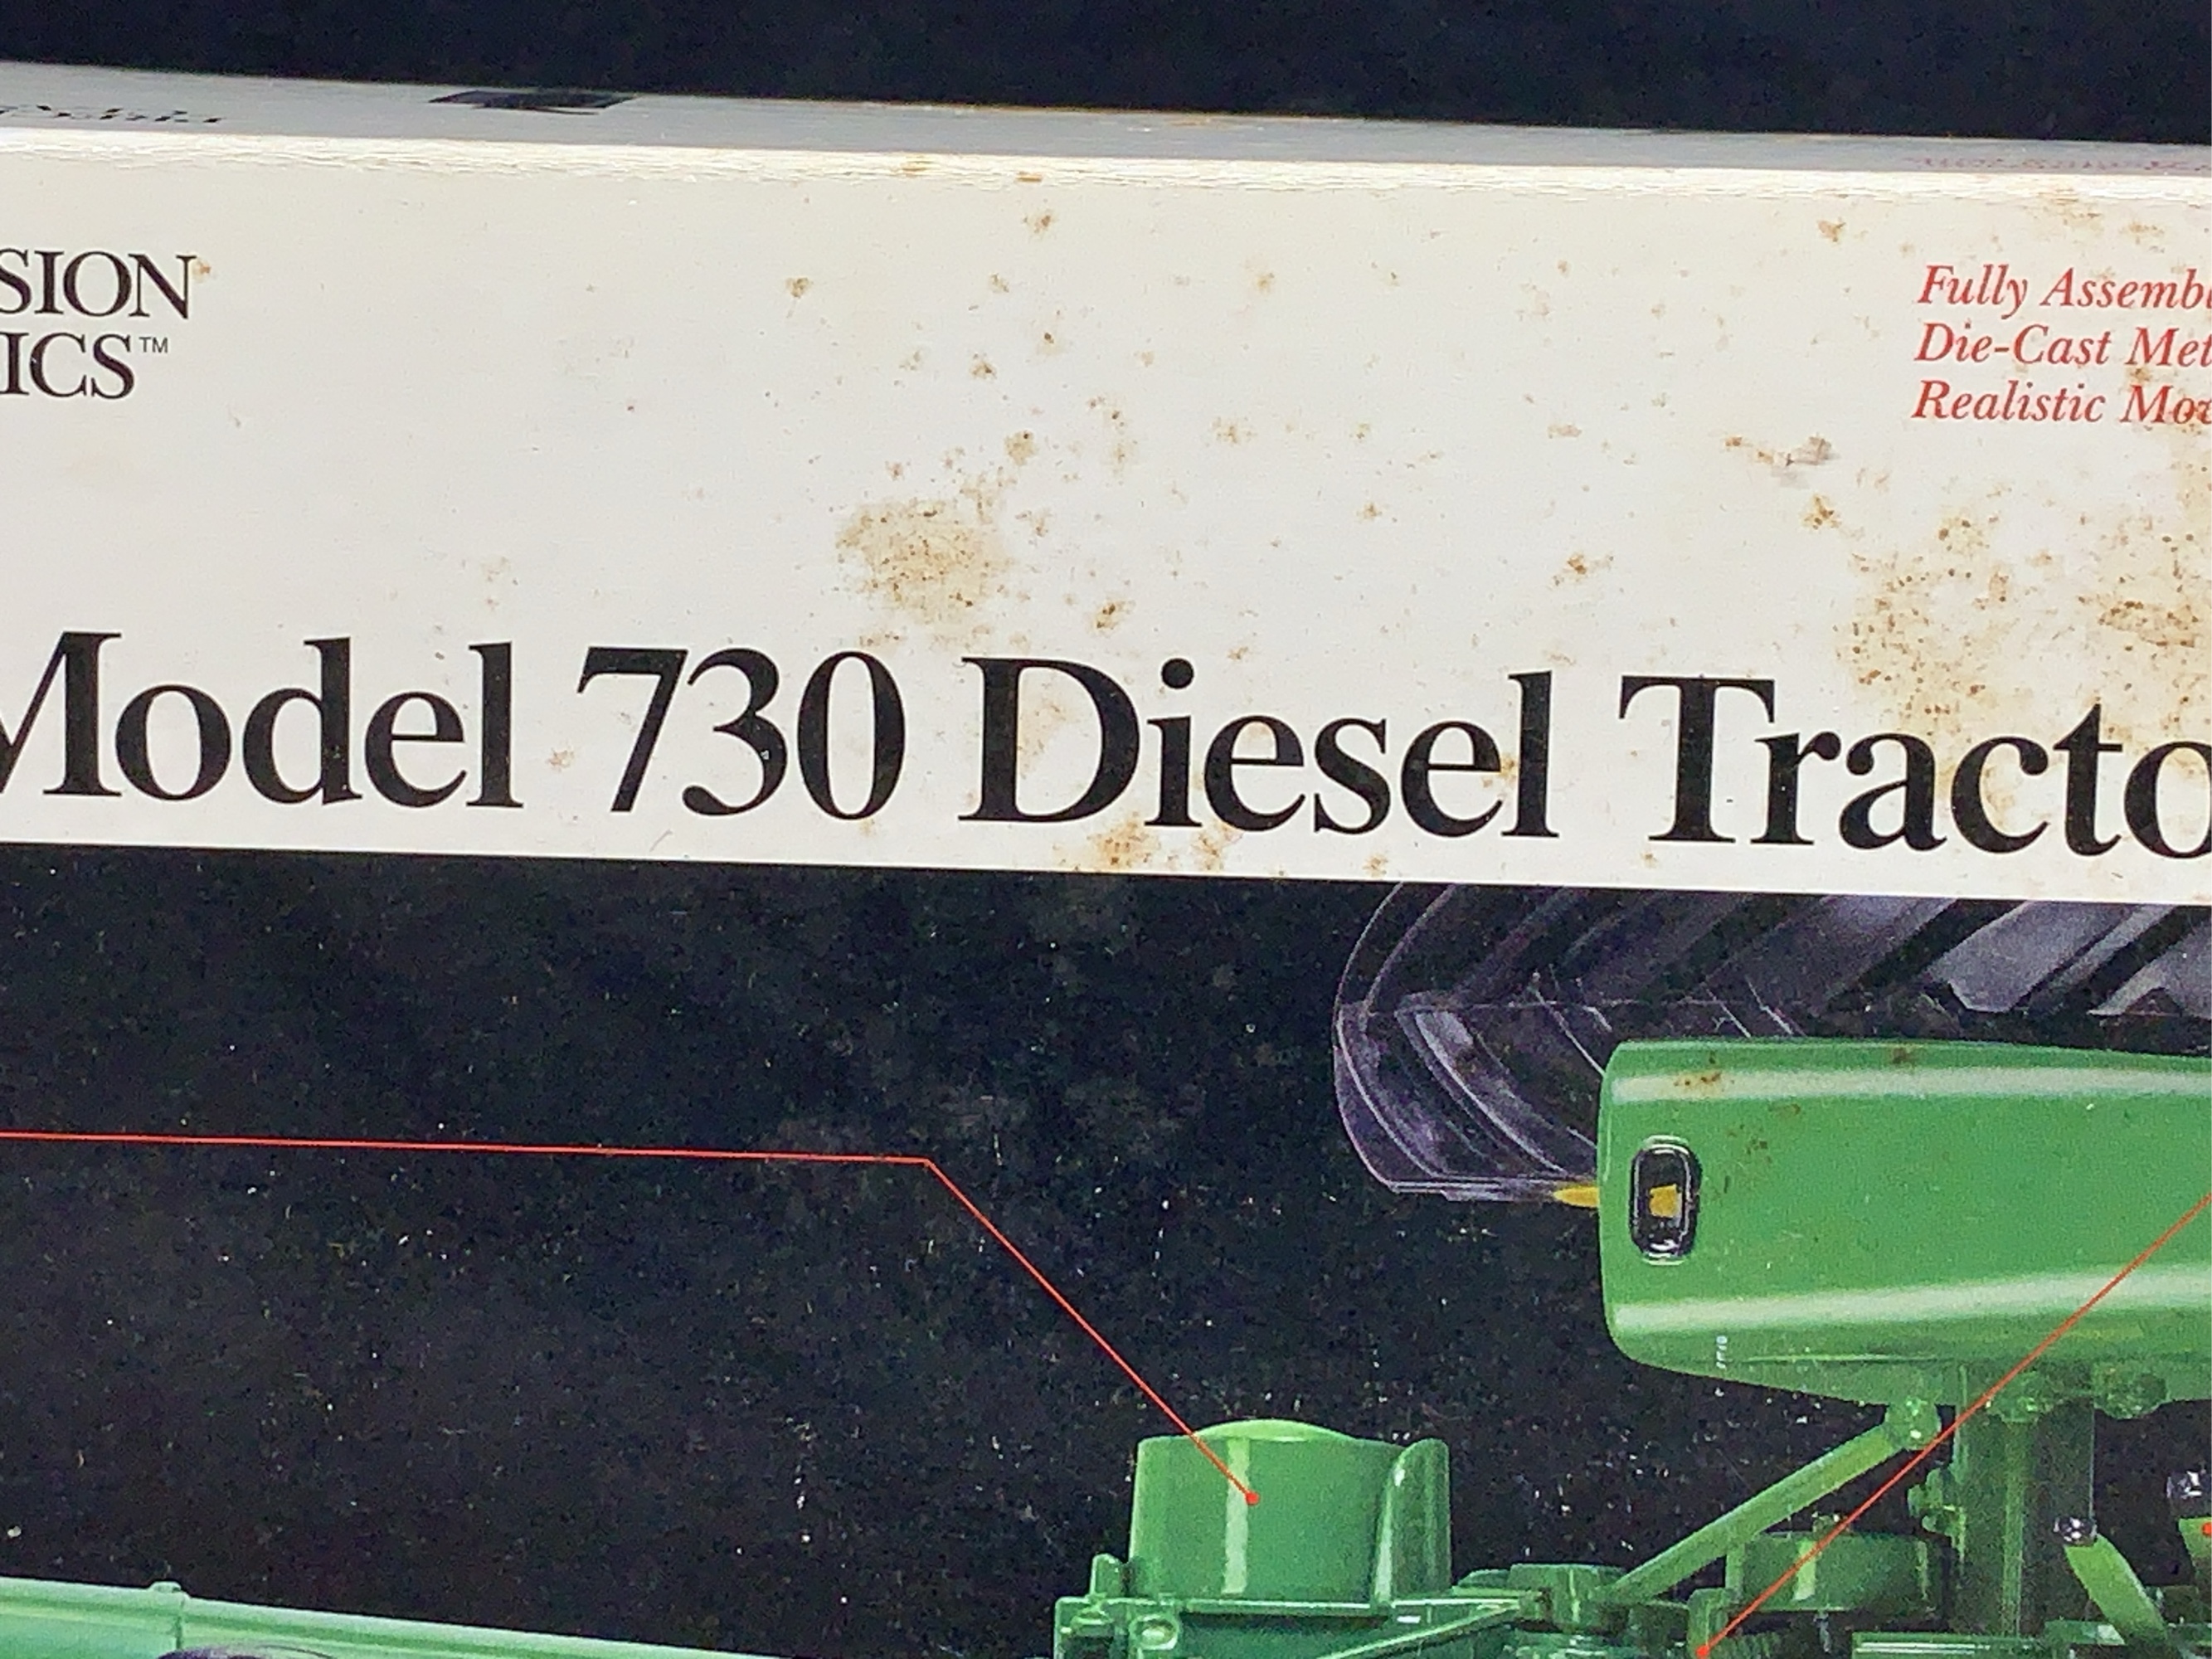 SION
ICS™
Fully Assemb
Die-Cast Met
Realistic Mo
Model 730 Diesel Tracto